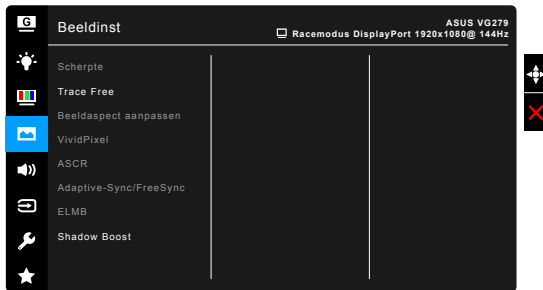 G
Beeldinst
ASUS VG279
Racemodus DisplayPort 1920x1080@ 144Hz
Scherpte
Trace Free
Beeldaspect aanpassen
VividPixel
ASCR
Adaptive-Sync/FreeSync
ELMB
Shadow Boost